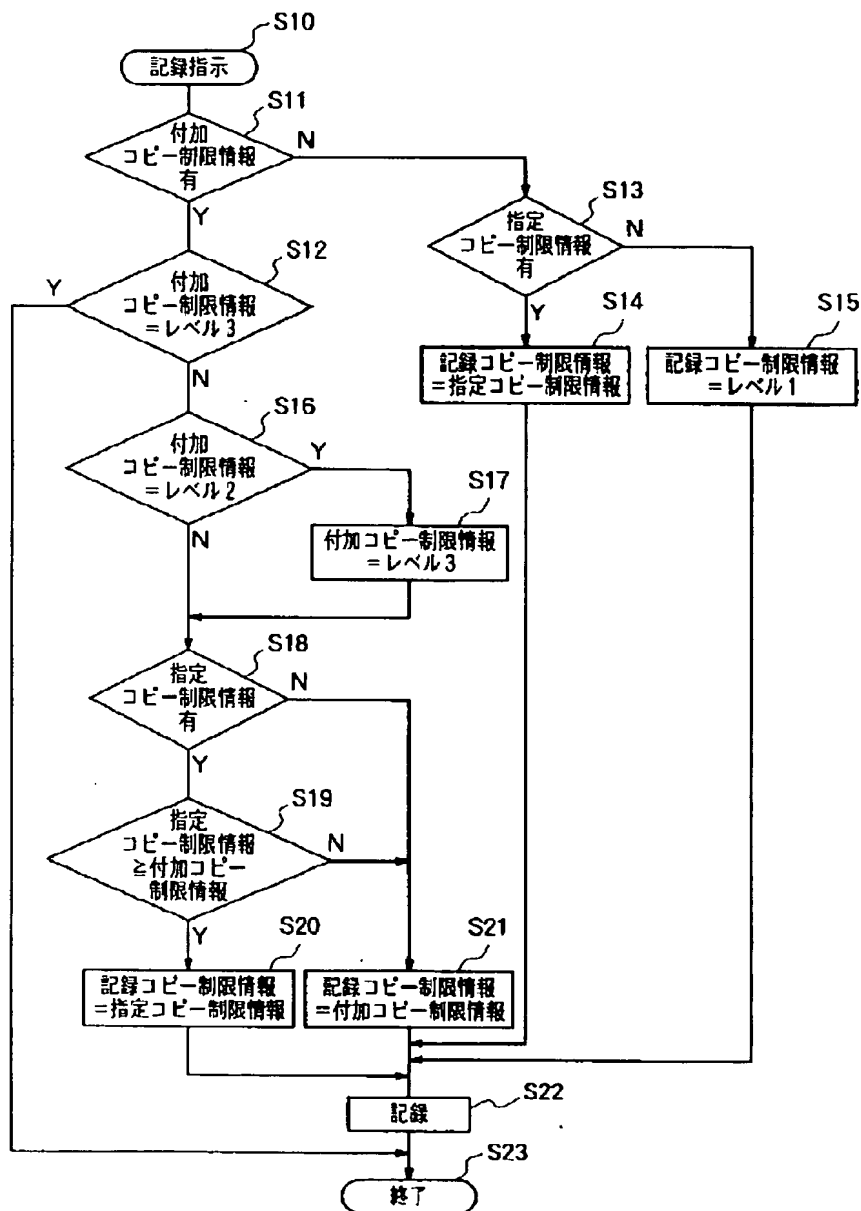 S10
記録指示
S11
付加
コピー制限情報
有
N
Y
S13
指定
コピー制限情報
有
N
Y
S12
付加
コピー制限情報
=レベル3
Y
N
S14
記録コピー制限情報
=指定コピー制限情報
S15
記録コピー制限情報
=レベル1
S16
付加
コピー制限情報
=レベル2
Y
N
S17
付加コピー制限情報
=レベル3
S18
指定
コピー制限情報
有
N
Y
S19
指定
コピー制限情報
≧付加コピー
制限情報
N
Y
S20
記録コピー制限情報
=指定コピー制限情報
S21
記録コピー制限情報
=付加コピー制限情報
S22
記録
S23
終了